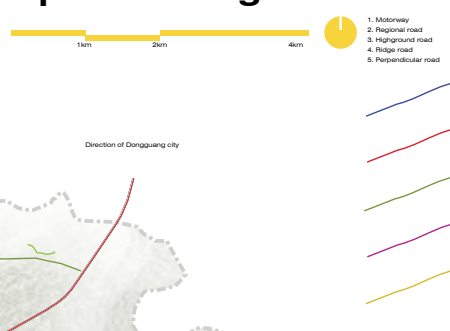 1km
2km
4km
1. Motorway
2. Regional road
3. Highground road
4. Ridge road
5. Perpendicular road
Direction of Dongguang city